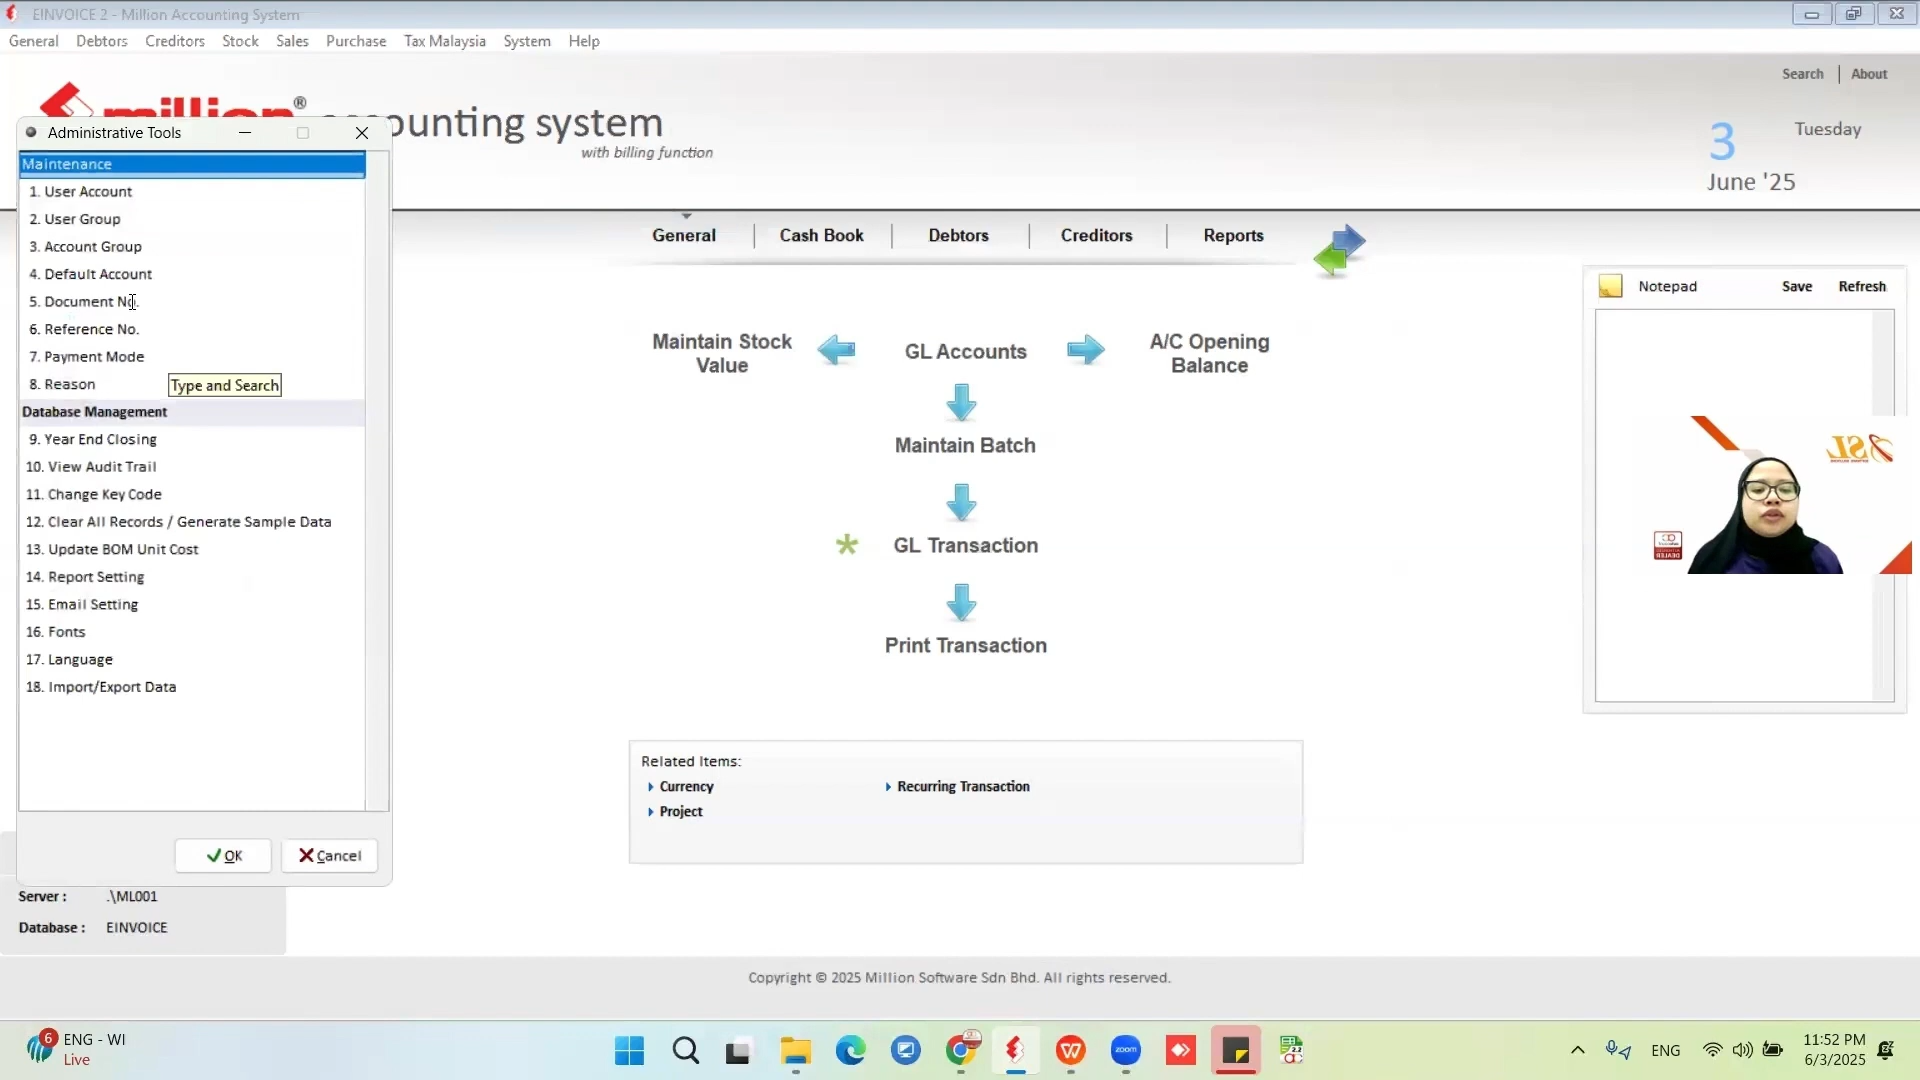 EINVOICE 2 - Million Accounting System
General Debtors Creditors Stock Sales Purchase Tax Malaysia System Help
Search About
million® accounting system
with billing function
3 Tuesday
June '25
Administrative Tools
Maintenance
1. User Account
2. User Group
3. Account Group
4. Default Account
5. Document No.
6. Reference No.
7. Payment Mode
8. Reason
Type and Search
Database Management
9. Year End Closing
10. View Audit Trail
11. Change Key Code
12. Clear All Records / Generate Sample Data
13. Update BOM Unit Cost
14. Report Setting
15. Email Setting
16. Fonts
17. Language
18. Import/Export Data
OK Cancel
Server : .\ML001
Database : EINVOICE
General Cash Book Debtors Creditors Reports
Maintain Stock
Value
GL Accounts
A/C Opening
Balance
Maintain Batch
GL Transaction
Print Transaction
Related Items:
Currency Recurring Transaction
Project
Notepad Save Refresh
Copyright © 2025 Million Software Sdn Bhd. All rights reserved.
6 ENG - WI
Live
zoom
ENG
11:52 PM
6/3/2025